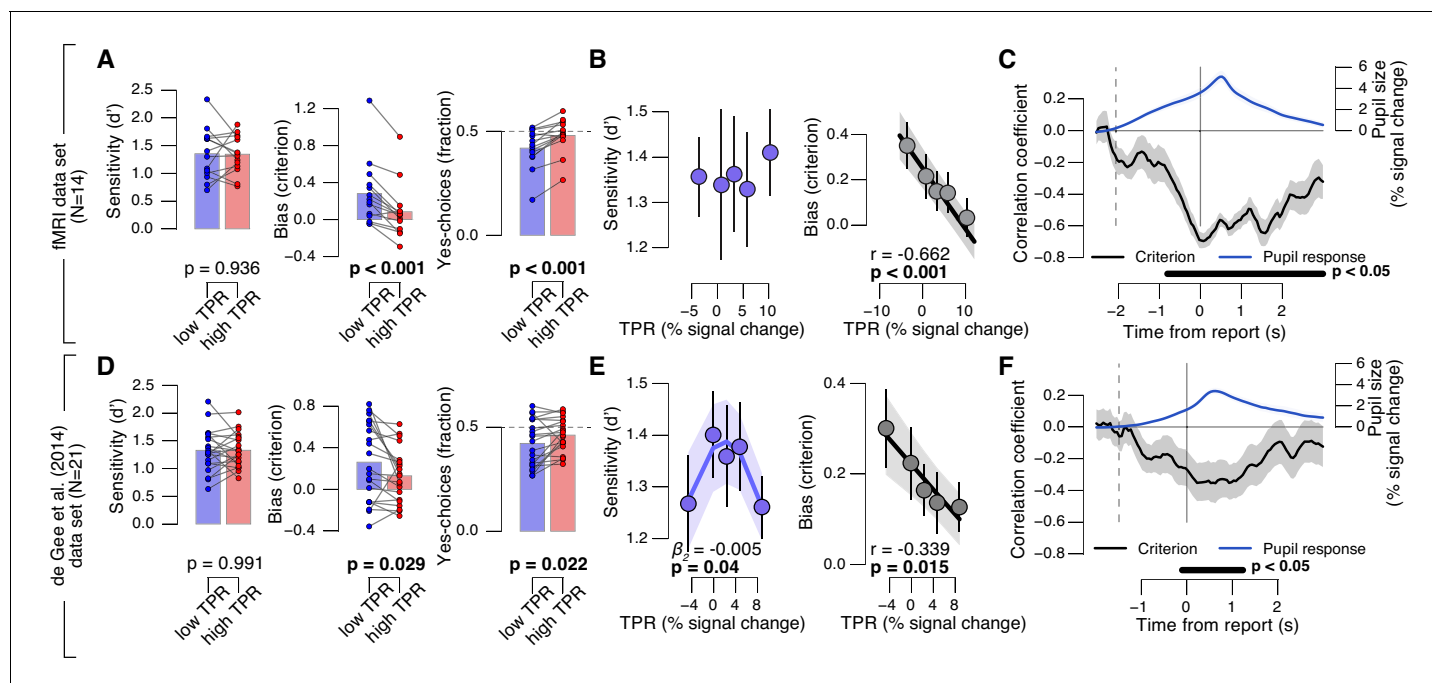 fMRI data set
(N=14)
A
Sensitivity (d')
2.5
2.0
1.5
1.0
0.5
0.0
p = 0.936
low TPR
high TPR
Bias (criterion)
1.2
0.8
0.4
0.0
−0.4
p < 0.001
low TPR
high TPR
Yes-choices (fraction)
0.5
0.0
p < 0.001
low TPR
high TPR
B
Sensitivity (d')
1.5
1.4
1.3
1.2
−5 0 5 10
TPR (% signal change)
Bias (criterion)
0.4
0.2
0.0
r = -0.662
p < 0.001
−10 0 10
TPR (% signal change)
C
Correlation coefficient
0.2
0.0
−0.2
−0.4
−0.6
−0.8
6
4
2
0
Pupil size
(% signal change)
Criterion
Pupil response
p < 0.05
−2 −1 0 1 2
Time from report (s)
de Gee et al. (2014)
data set (N=21)
D
Sensitivity (d')
2.5
2.0
1.5
1.0
0.5
0.0
p = 0.991
low TPR
high TPR
Bias (criterion)
0.8
0.4
0.0
−0.4
p = 0.029
low TPR
high TPR
Yes-choices (fraction)
0.5
0.0
p = 0.022
low TPR
high TPR
E
Sensitivity (d')
1.5
1.4
1.3
1.2
β2 = -0.005
p = 0.04
−4 0 4 8
TPR (% signal change)
Bias (criterion)
0.4
0.2
0.0
r = -0.339
p = 0.015
−4 0 4 8
TPR (% signal change)
F
Correlation coefficient
0.2
0.0
−0.2
−0.4
−0.6
−0.8
6
4
2
0
Pupil size
(% signal change)
Criterion
Pupil response
p < 0.05
−1 0 1 2
Time from report (s)